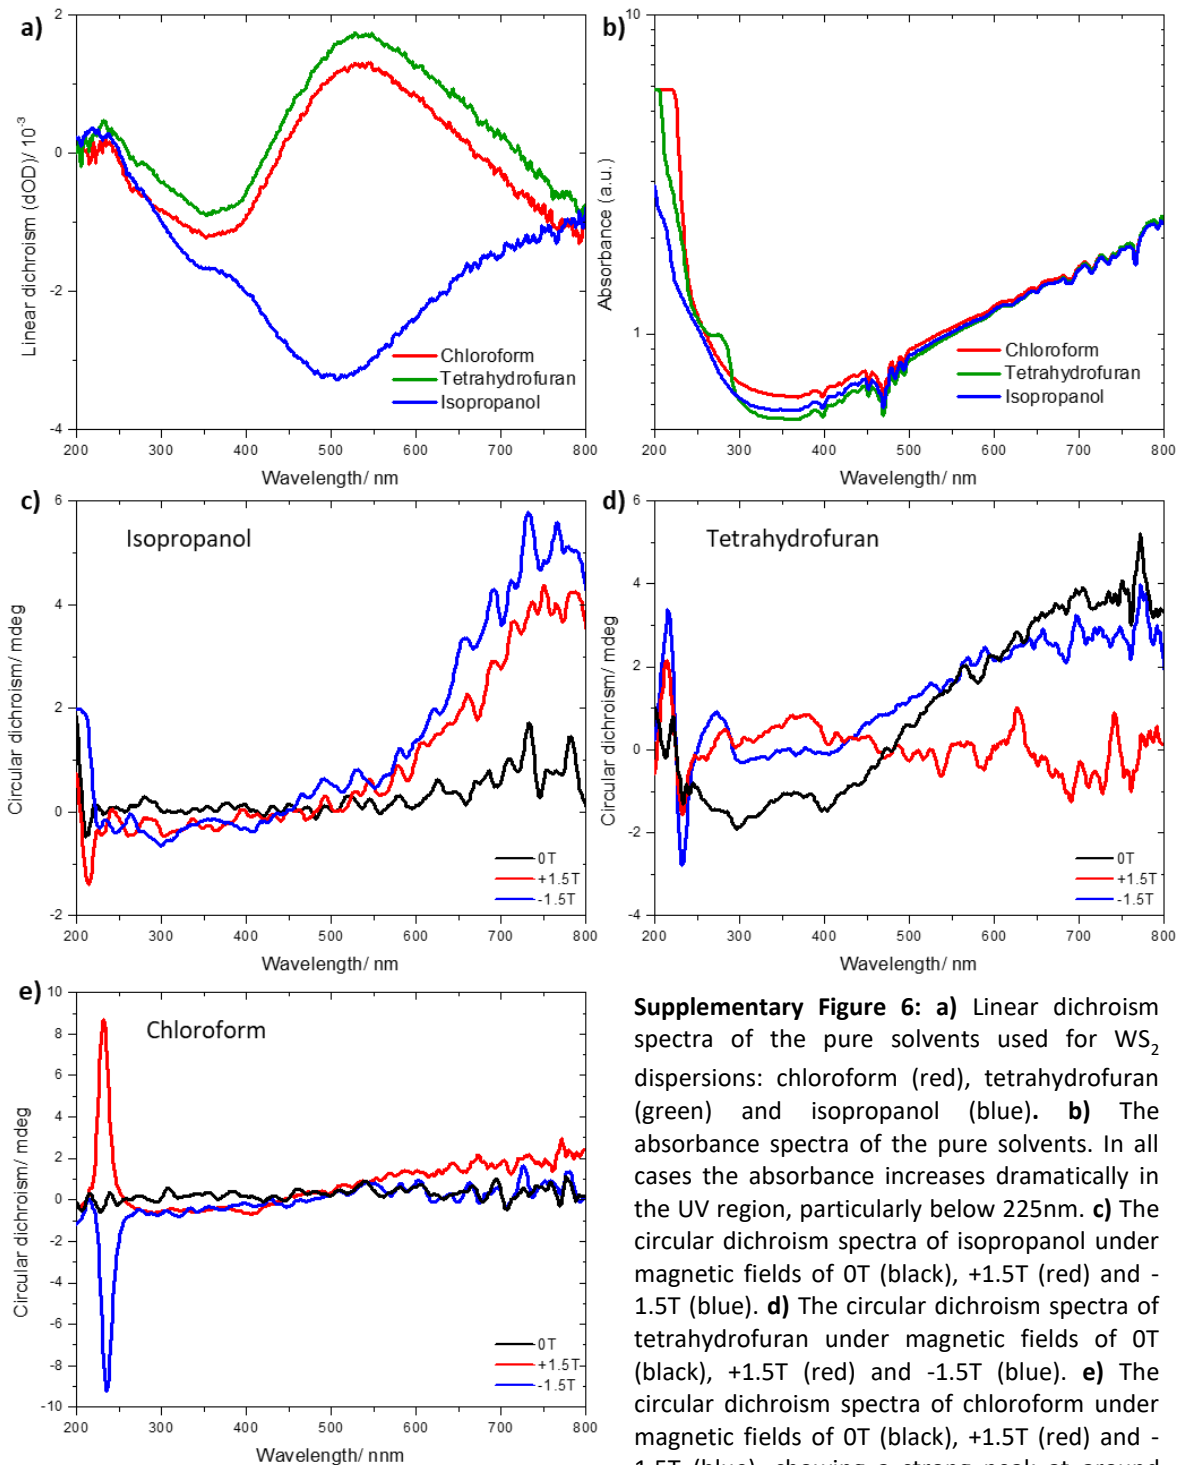 a)
2
0
-2
-4
Linear dichroism (dOD)/ 10⁻³
Chloroform
Tetrahydrofuran
Isopropanol
200 300 400 500 600 700 800
Wavelength/ nm
b)
10
1
Absorbance (a.u.)
Chloroform
Tetrahydrofuran
Isopropanol
200 300 400 500 600 700 800
Wavelength/ nm
c)
Isopropanol
6
4
2
0
-2
Circular dichroism/ mdeg
0T
+1.5T
-1.5T
200 300 400 500 600 700 800
Wavelength/ nm
d)
Tetrahydrofuran
6
4
2
0
-2
-4
Circular dichroism/ mdeg
0T
+1.5T
-1.5T
200 300 400 500 600 700 800
Wavelength/ nm
e)
Chloroform
10
8
6
4
2
0
-2
-4
-6
-8
-10
Circular dichroism/ mdeg
0T
+1.5T
-1.5T
200 300 400 500 600 700 800
Wavelength/ nnm
Supplementary Figure 6: a) Linear dichroism
spectra of the pure solvents used for WS₂
dispersions: chloroform (red), tetrahydrofuran
(green) and isopropanol (blue). b) The
absorbance spectra of the pure solvents. In all
cases the absorbance increases dramatically in
the UV region, particularly below 225nm. c) The
circular dichroism spectra of isopropanol under
magnetic fields of 0T (black), +1.5T (red) and -
1.5T (blue). d) The circular dichroism spectra of
tetrahydrofuran under magnetic fields of 0T
(black), +1.5T (red) and -1.5T (blue). e) The
circular dichroism spectra of chloroform under
magnetic fields of 0T (black), +1.5T (red) and -
1.5T (blue), showing a strong peak at around